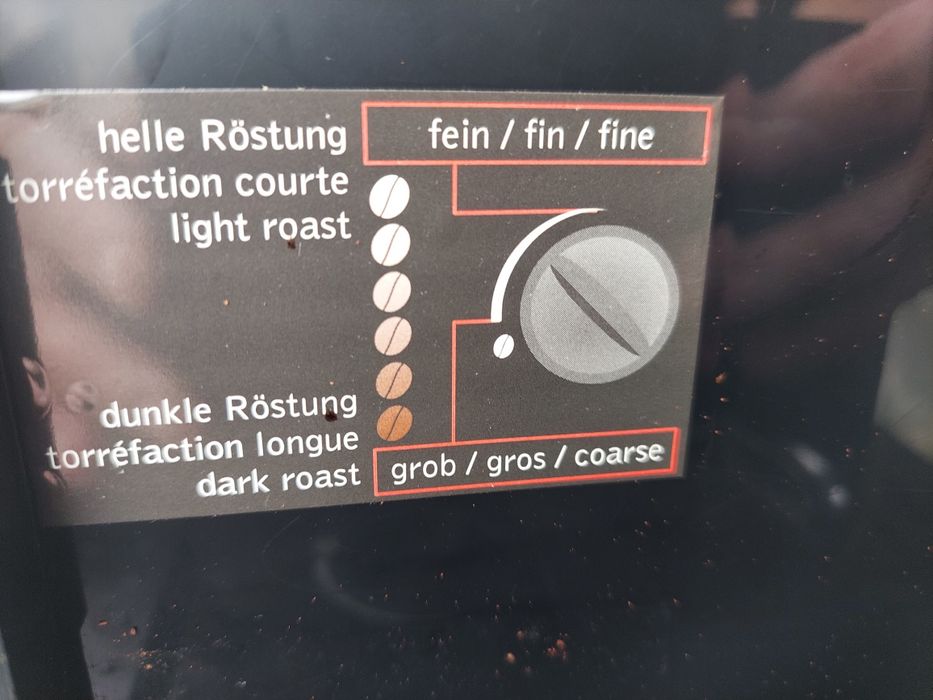 helle Röstung
torréfaction courte
light roast
fein / fin / fine
dunkle Röstung
torréfaction longue
dark roast
grob / gros / coarse